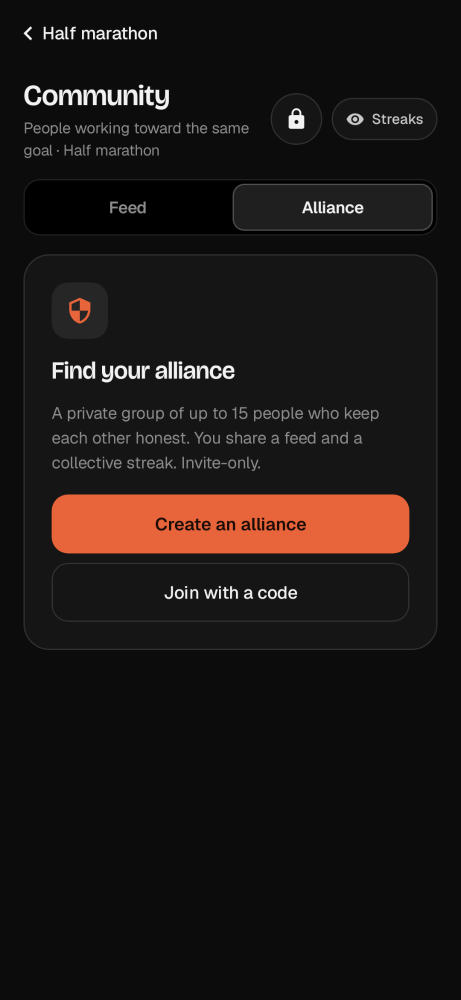 Half marathon
Community
People working toward the same
goal · Half marathon
Streaks
Feed
Alliance
Find your alliance
A private group of up to 15 people who keep
each other honest. You share a feed and a
collective streak. Invite-only.
Create an alliance
Join with a code